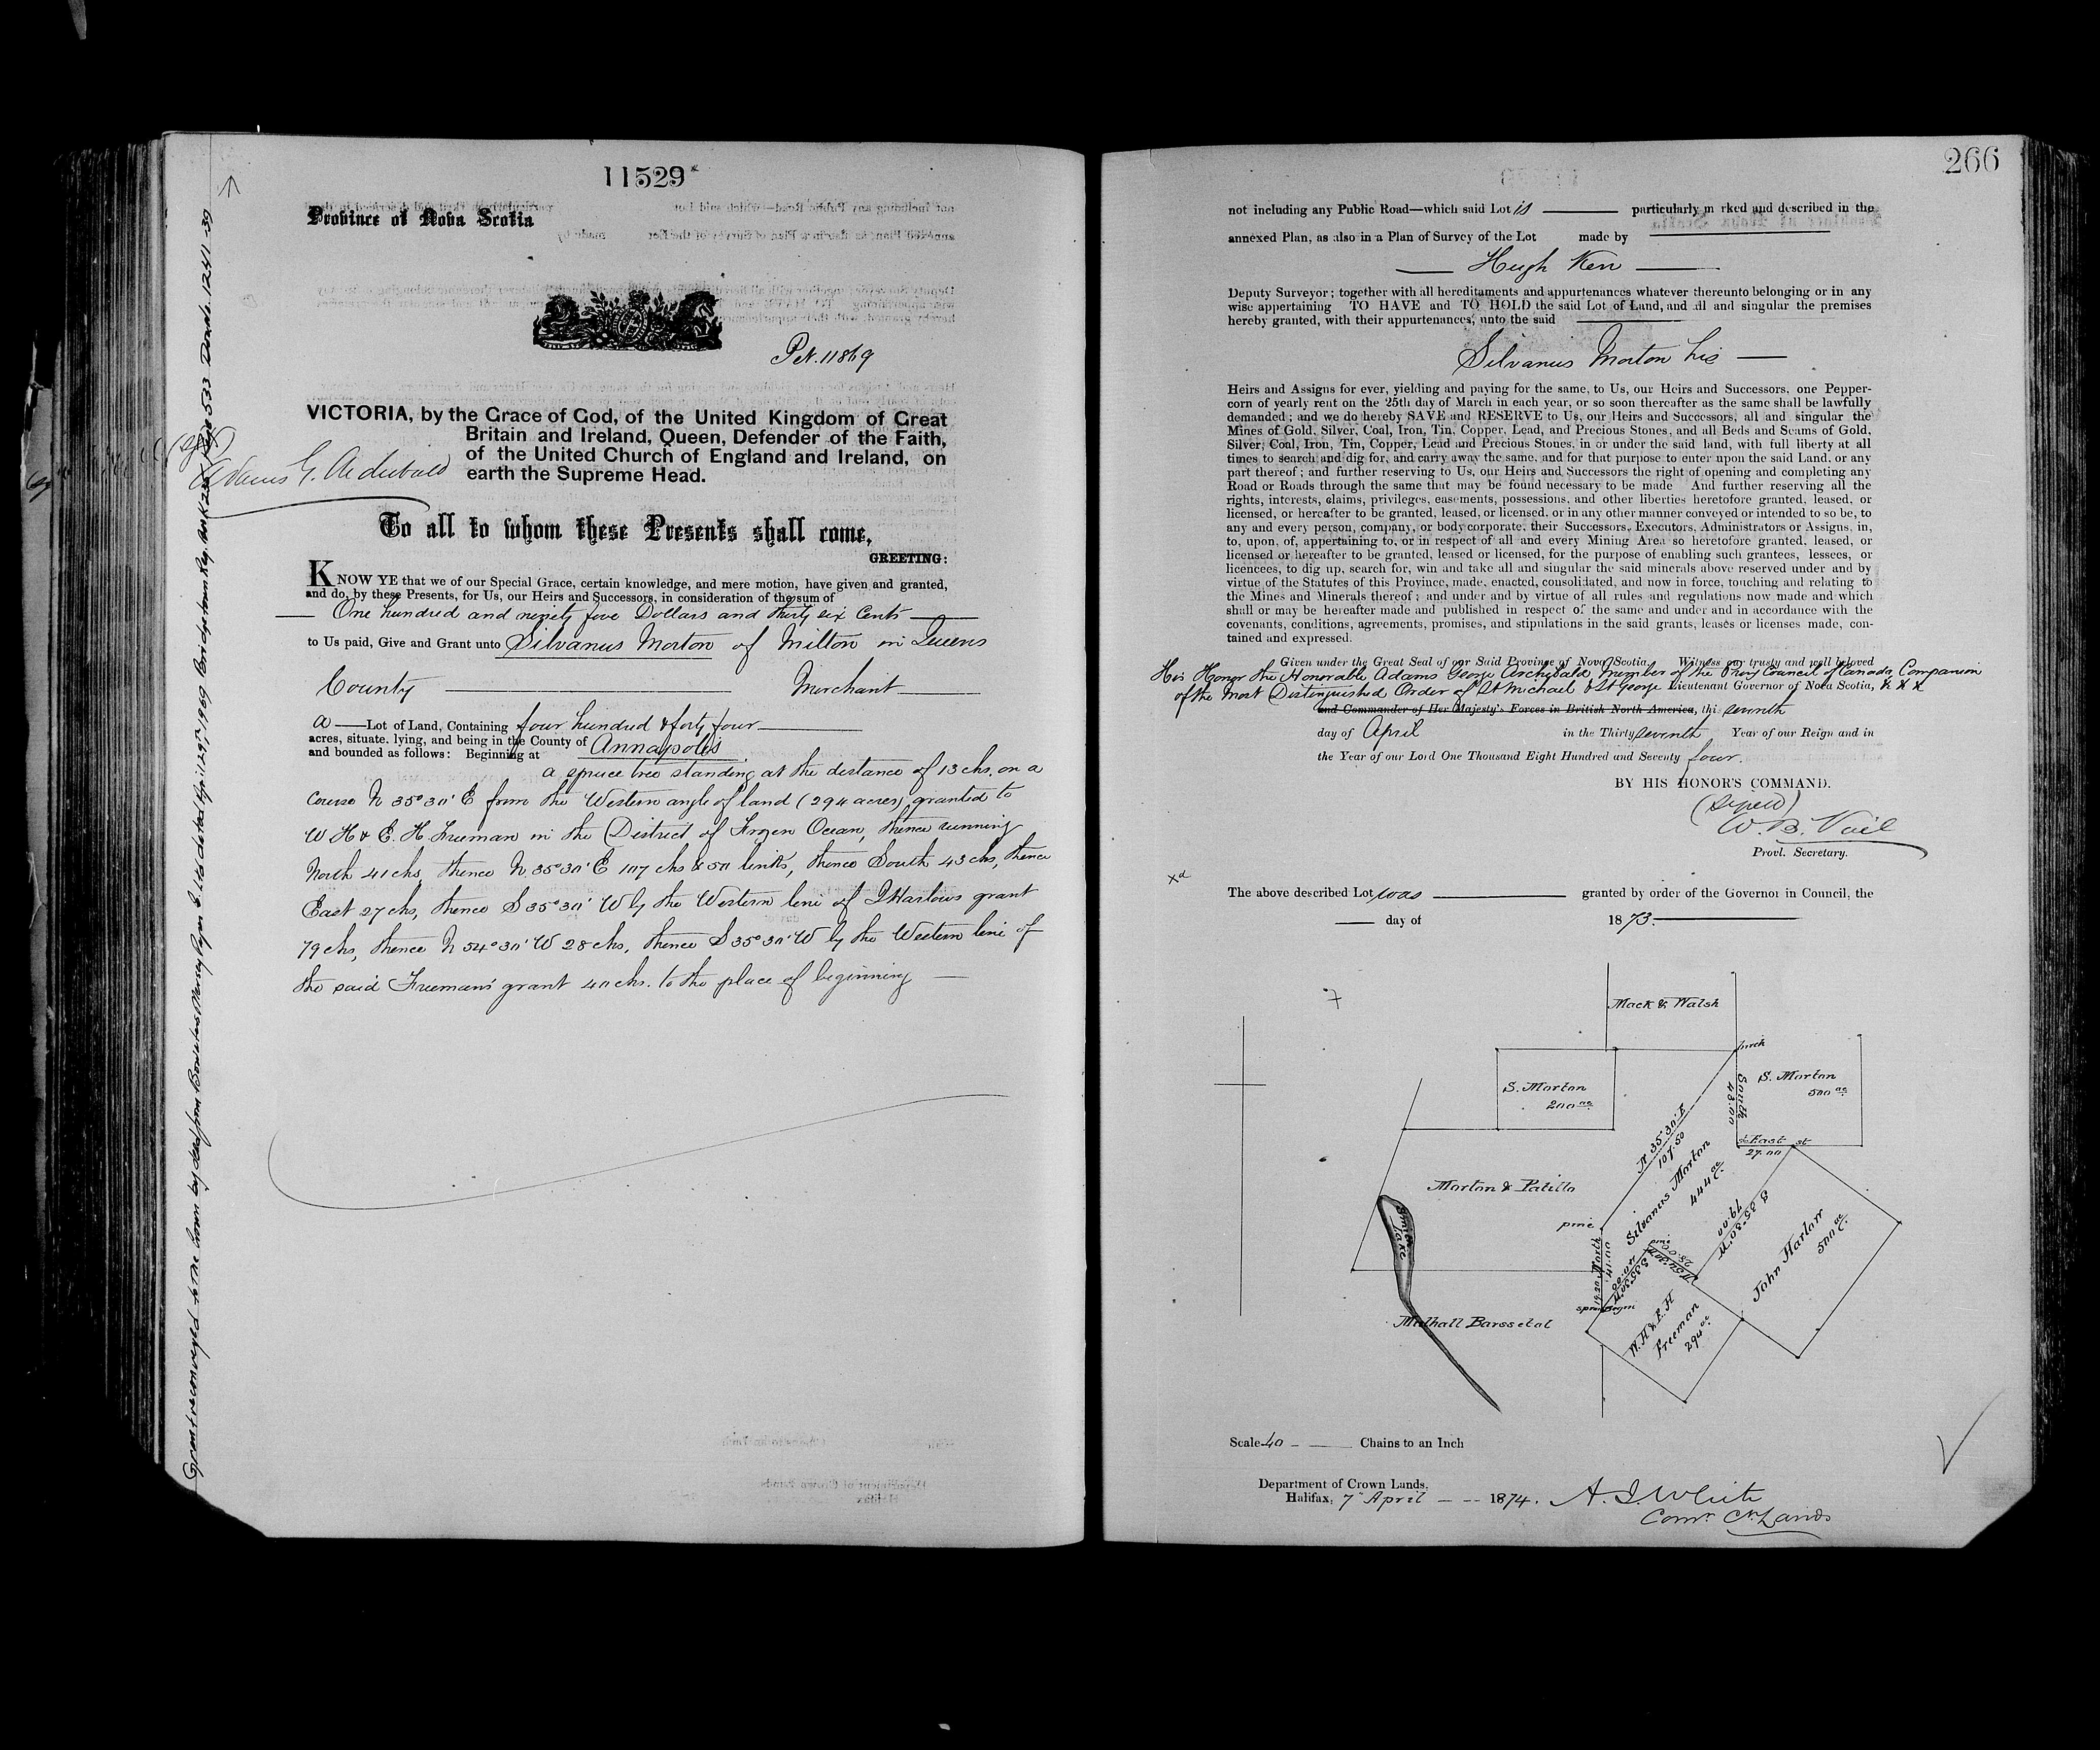 11529
Province of Nova Scotia
Pet. 11869
VICTORIA, by the Grace of God, of the United Kingdom of Great
Britain and Ireland, Queen, Defender of the Faith,
of the United Church of England and Ireland, on
earth the Supreme Head.
(Sgd)
Adams G. Archibald
To all to whom these Presents shall come,
GREETING:
KNOW YE that we of our Special Grace, certain knowledge, and mere motion, have given and granted,
and do, by these Presents, for Us, our Heirs and Successors, in consideration of the sum of
One hundred and ninety five Dollars and thirty six Cents
to Us paid, Give and Grant unto Silvanus Morton of Milton in Queens
County Merchant
a Lot of Land, Containing four hundred & forty four
acres, situate, lying, and being in the County of Annapolis
and bounded as follows: Beginning at
a spruce tree standing at the distance of 13 chs. on a
Course N 35° 30' E from the Western angle of land (294 acres) granted to
W H & E. H. Freeman in the District of Frozen Ocean, thence running
North 41 chs, thence N. 35° 30' E 107 chs & 50 links, thence South 43 chs, thence
East 27 chs, thence S 35° 30' W by the Western line of J Harlows grant
79 chs, thence N 54° 30' W 28 chs, thence S 35° 30' W by the Western line of
the said Freemans' grant 40 chs. to the place of beginning
Grant reconveyed to the Crown by deed from Bowaters Mersey Paper Co. Ltd dated April 29th, 1969 Bridgetown Reg. Book 230 Page 533 Donda. 12411-39
266
not including any Public Road—which said Lot is particularly m rked and described in the
annexed Plan, as also in a Plan of Survey of the Lot made by
Hugh Kerr
Deputy Surveyor; together with all hereditaments and appurtenances whatever thereunto belonging or in any
wise appertaining TO HAVE and TO HOLD the said Lot of Land, and all and singular the premises
hereby granted, with their appurtenances, unto the said
Silvanus Morton his
Heirs and Assigns for ever, yielding and paying for the same, to Us, our Heirs and Successors, one Pepper-
corn of yearly rent on the 25th day of March in each year, or so soon thereafter as the same shall be lawfully
demanded; and we do hereby SAVE and RESERVE to Us, our Heirs and Successors, all and singular the
Mines of Gold, Silver, Coal, Iron, Tin, Copper, Lead, and Precious Stones, and all Beds and Seams of Gold,
Silver, Coal, Iron, Tin, Copper, Lead and Precious Stones, in or under the said land, with full liberty at all
times to search and dig for, and carry away the same, and for that purpose to enter upon the said Land, or any
part thereof; and further reserving to Us, our Heirs and Successors the right of opening and completing any
Road or Roads through the same that may be found necessary to be made And further reserving all the
rights, interests, claims, privileges, easements, possessions, and other liberties heretofore granted, leased, or
licensed, or hereafter to be granted, leased, or licensed, or in any other manner conveyed or intended to so be, to
any and every person, company, or body corporate, their Successors, Executors, Administrators or Assigns, in,
to, upon, of, appertaining to, or in respect of all and every Mining Area so heretofore granted, leased, or
licensed or hereafter to be granted, leased or licensed, for the purpose of enabling such grantees, lessees, or
licencees, to dig up, search for, win and take all and singular the said minerals above reserved under and by
virtue of the Statutes of this Province, made, enacted, consolidated, and now in force, touching and relating to
the Mines and Minerals thereof; and under and by virtue of all rules and regulations now made and which
shall or may be hereafter made and published in respect of the same and under and in accordance with the
covenants, conditions, agreements, promises, and stipulations in the said grants, leases or licenses made, con-
tained and expressed.
Given under the Great Seal of our Said Province of Nova Scotia. Witness our trusty and well beloved
His Honor the Honorable Adams George Archibald Member of the Privy Council of Canada, Companion
of the Most Distinguished Order of St Michael & St George Lieutenant Governor of Nova Scotia, & & &
and Commander of Her Majesty's Forces in British North America, this seventh
day of April in the Thirty seventh Year of our Reign and in
the Year of our Lord One Thousand Eight Hundred and Seventy four.
BY HIS HONOR'S COMMAND.
(Signed)
W. B. Vail
Provl. Secretary.
xd
The above described Lot was granted by order of the Governor in Council, the
day of 1873.
Mack & Walsh
birch
S. Morton
200 ac
S. Morton
500 ac
South
43.00
East
27.00
N 35° 30' E
107.50
Silvanus Morton
444 ac
Morton & Patillo
S 35° 30' W
79.00
John Harlow
500 ac
pine
North
41.00
S 35° 30' W
40.00
N 54° 30' W
28.00
pine
W. H & E. H
Freeman
294 ac
Lake
Mulhall Barss et al
Scale 40 Chains to an Inch
Department of Crown Lands,
Halifax, 7th April 1874.
A. J. White
Comr. Cn. Lands